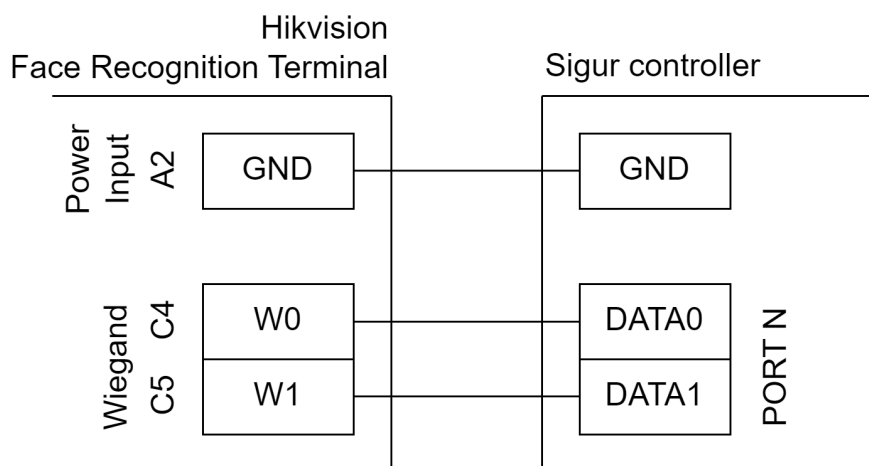 Hikvision
Face Recognition Terminal
Sigur controller
Power
Input
A2
GND
GND
Wiegand
C4
W0
DATA0
C5
W1
DATA1
PORT N